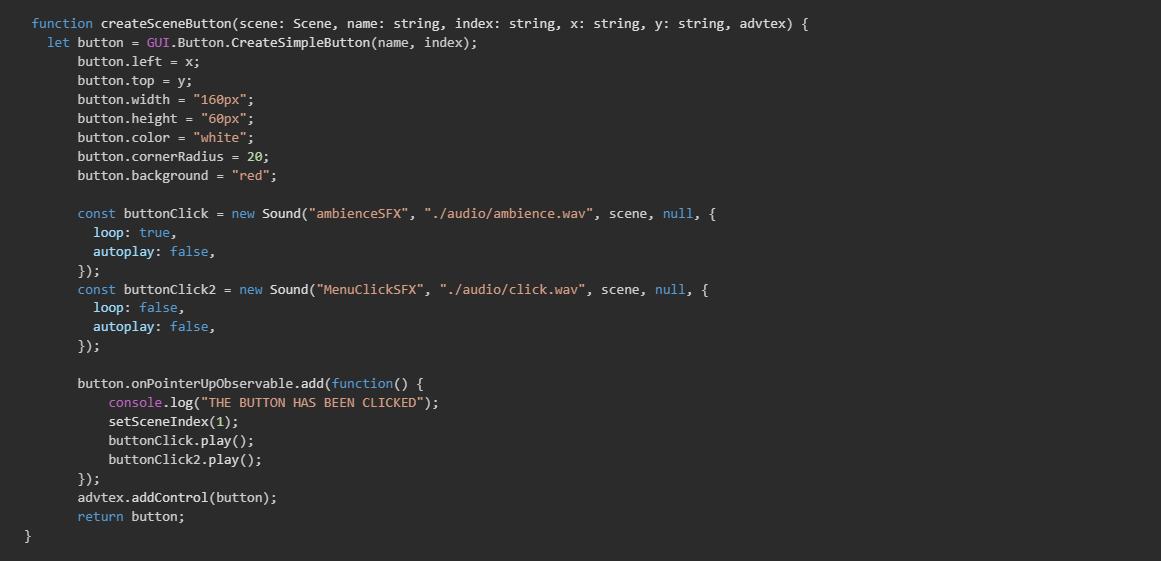 function createSceneButton(scene: Scene, name: string, index: string, x: string, y: string, advtex) {
let button = GUI.Button.CreateSimpleButton(name, index);
button.left = x;
button.top = y;
button.width = "160px";
button.height = "60px";
button.color = "white";
button.cornerRadius = 20;
button.background = "red";
const buttonClick = new Sound("ambienceSFX", "./audio/ambience.wav", scene, null, {
loop: true,
autoplay: false,
});
const buttonClick2 = new Sound("MenuClickSFX", "./audio/click.wav", scene, null, {
loop: false,
autoplay: false,
});
button.onPointerUpObservable.add(function() {
console.log("THE BUTTON HAS BEEN CLICKED");
setSceneIndex(1);
buttonClick.play();
buttonClick2.play();
});
advtex.addControl(button);
return button;
}